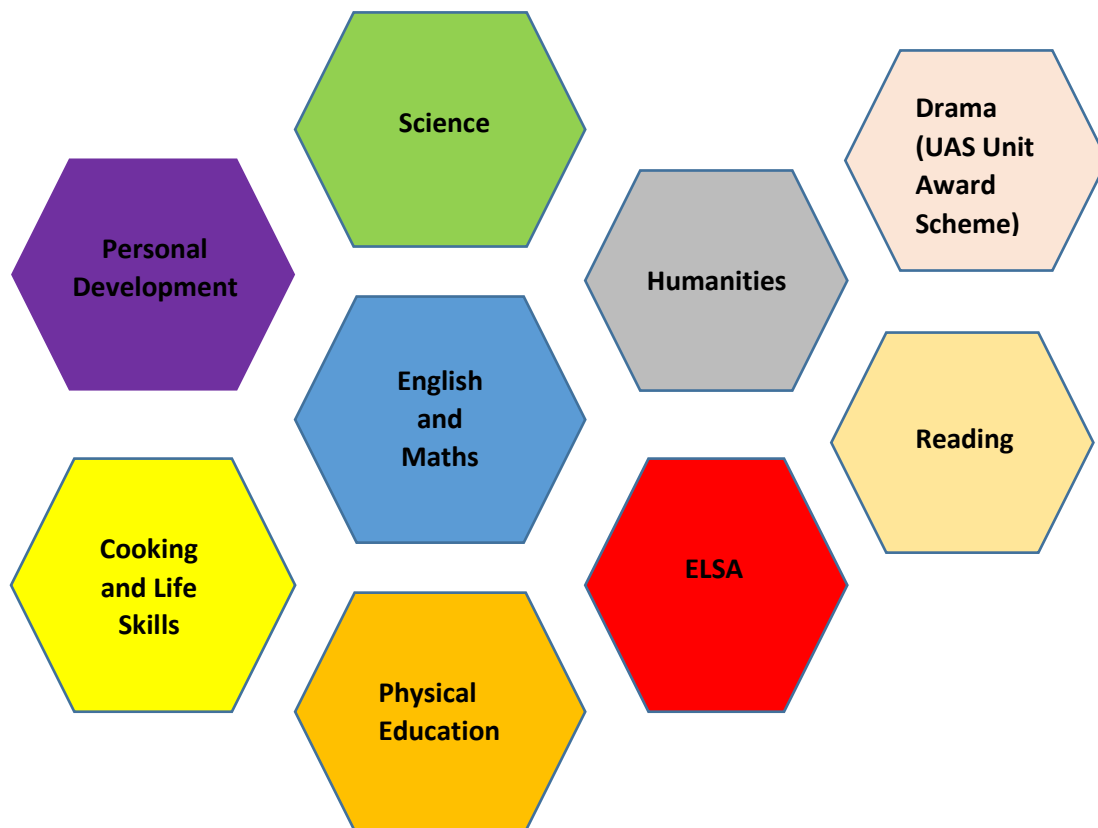 Science
Drama
(UAS Unit
Award
Scheme)
Personal
Development
Humanities
English
and
Maths
Reading
Cooking
and Life
Skills
ELSA
Physical
Education